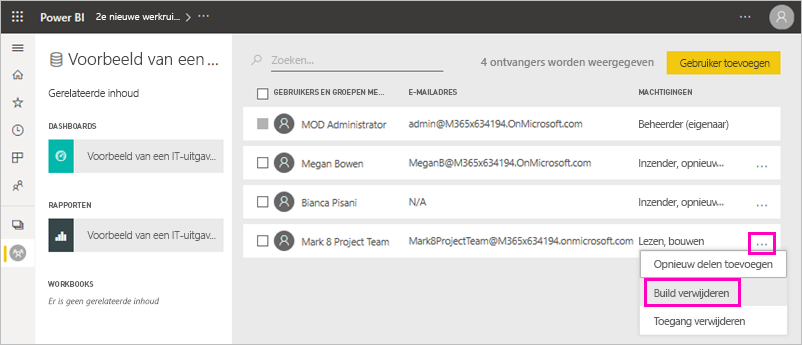 Power BI 2e nieuwe werkrui... > ...
Voorbeeld van een ...
Gerelateerde inhoud
DASHBOARDS
Voorbeeld van een IT-uitgav...
RAPPORTEN
Voorbeeld van een IT-uitgav...
WORKBOOKS
Er is geen gerelateerde inhoud
Zoeken...
4 ontvangers worden weergegeven
Gebruiker toevoegen
GEBRUIKERS EN GROEPEN ME... E-MAILADRES MACHTIGINGEN
MOD Administrator admin@M365x634194.OnMicrosoft.com Beheerder (eigenaar)
Megan Bowen MeganB@M365x634194.OnMicrosoft.com Inzender, opnieuw... ...
Bianca Pisani N/A Inzender, opnieuw... ...
Mark 8 Project Team Mark8ProjectTeam@M365x634194.onmicrosoft.com Lezen, bouwen ...
Opnieuw delen toevoegen
Build verwijderen
Toegang verwijderen